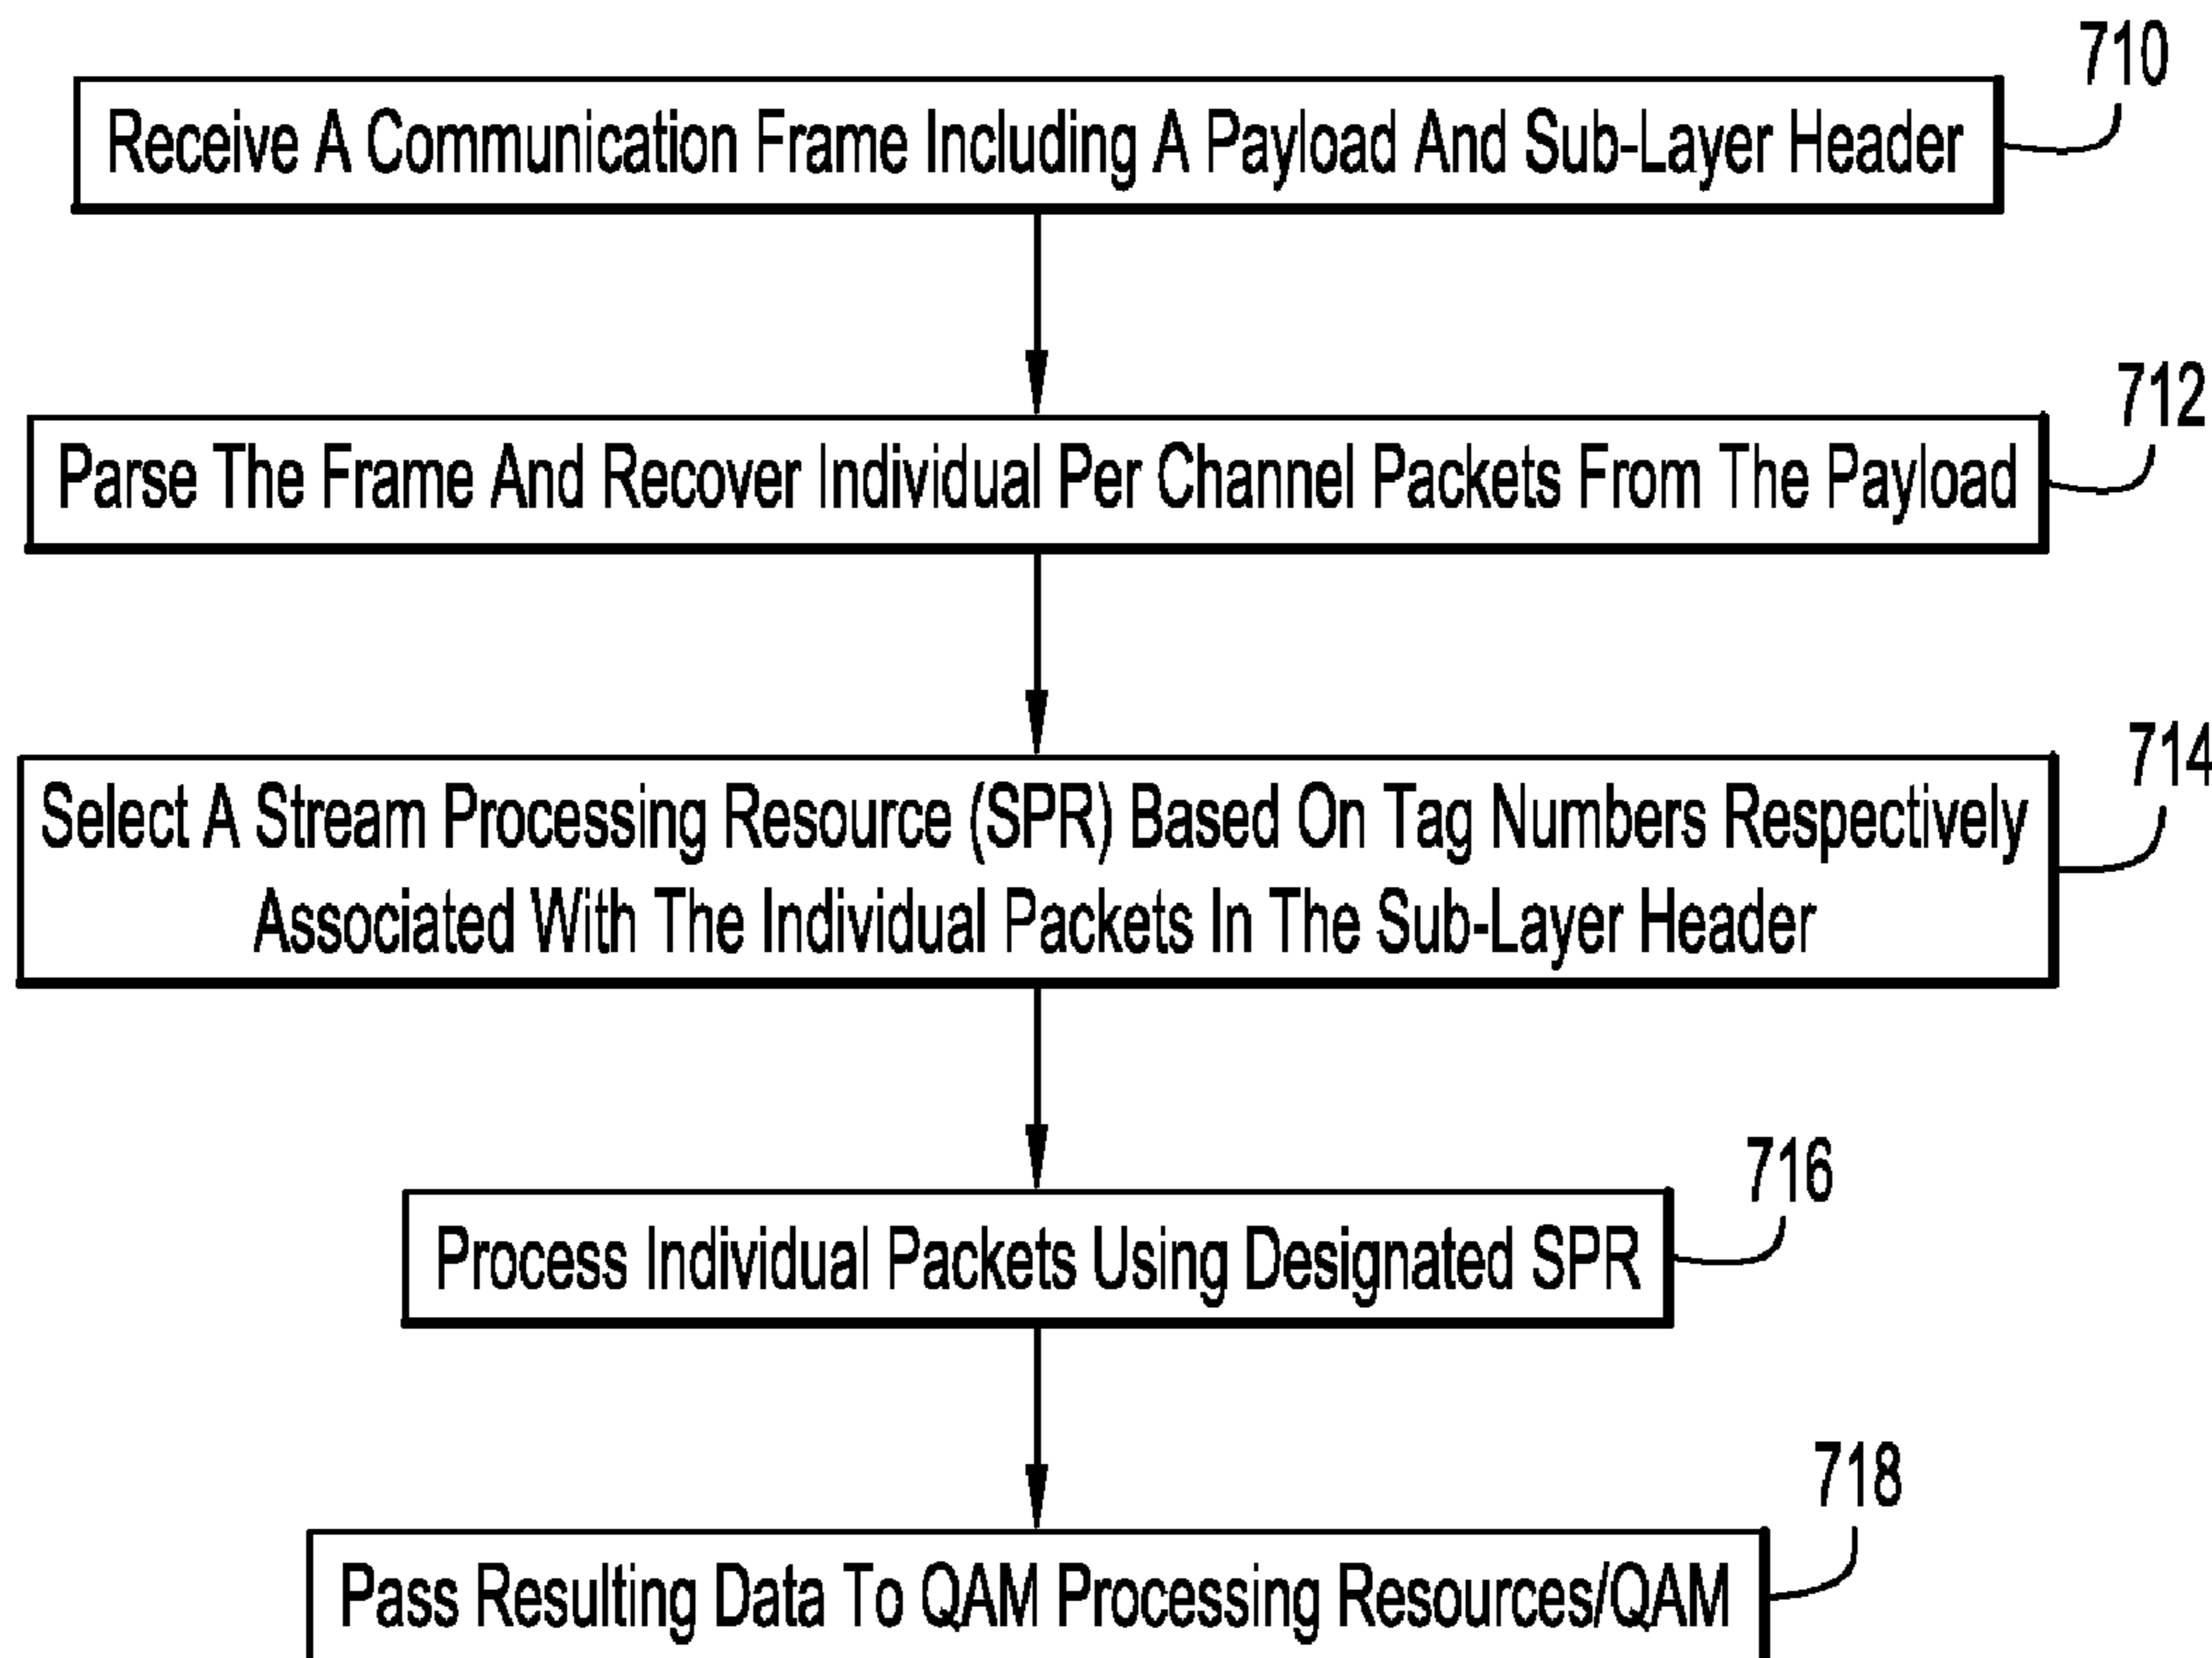 710
Receive A Communication Frame Including A Payload And Sub-Layer Header
712
Parse The Frame And Recover Individual Per Channel Packets From The Payload
714
Select A Stream Processing Resource (SPR) Based On Tag Numbers Respectively
Associated With The Individual Packets In The Sub-Layer Header
716
Process Individual Packets Using Designated SPR
718
Pass Resulting Data To QAM Processing Resources/QAM